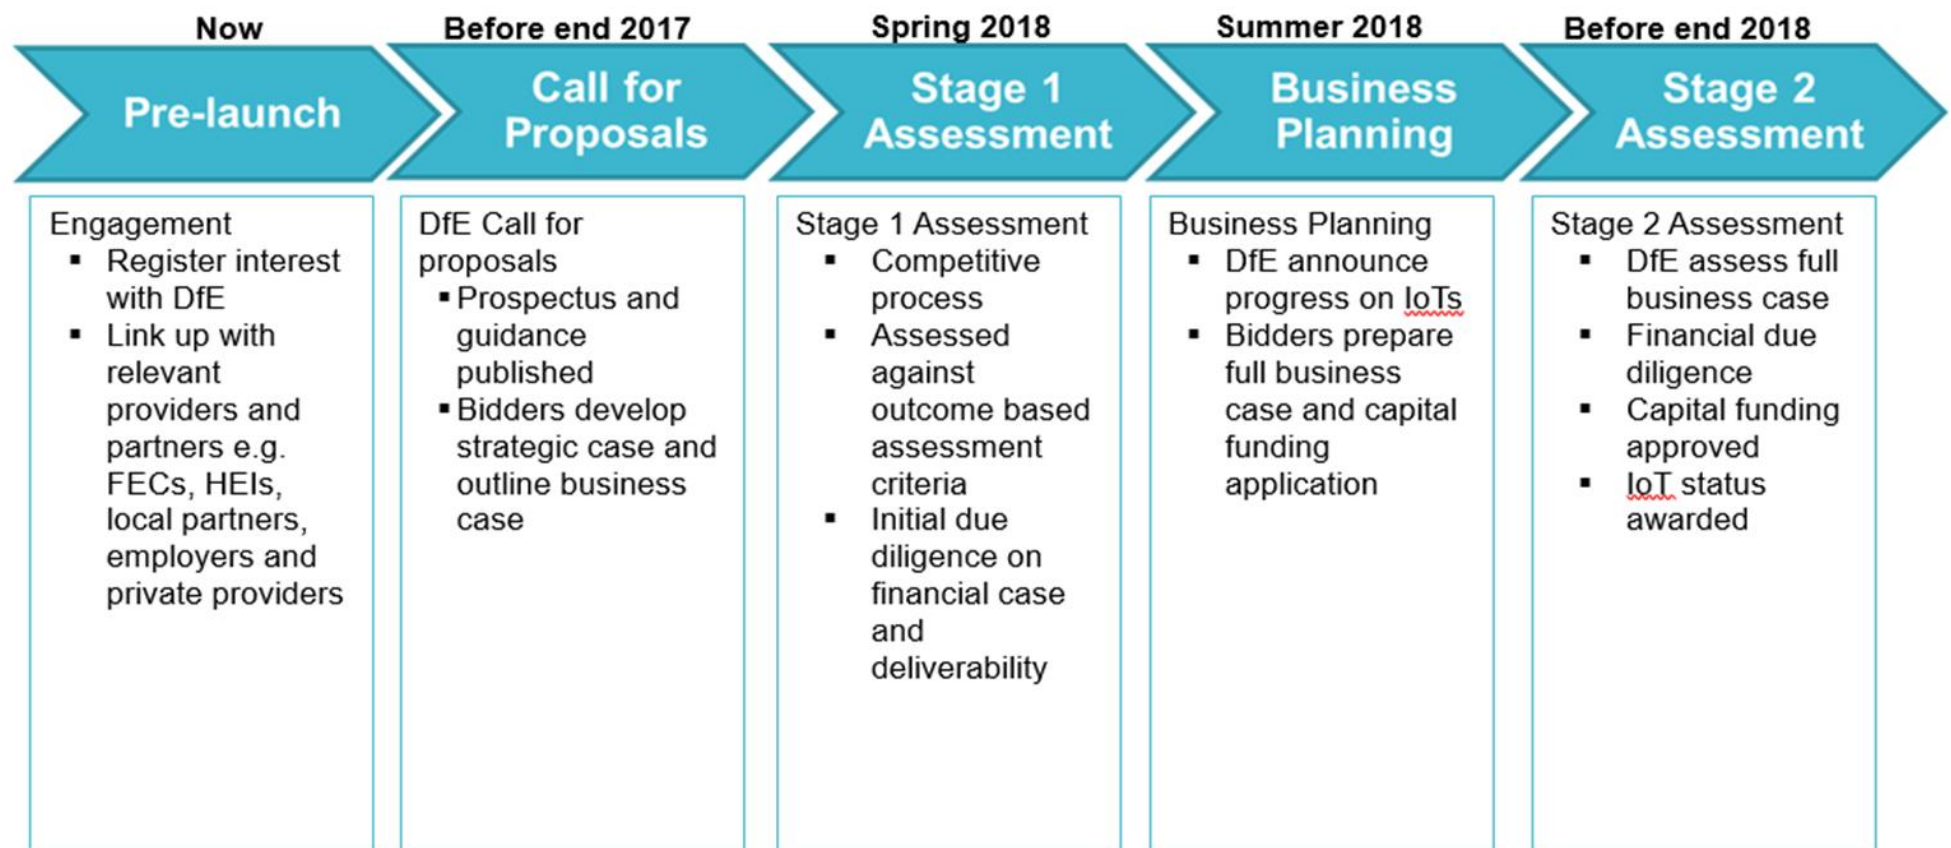 Now
Before end 2017
Spring 2018
Summer 2018
Before end 2018
Pre-launch
Call for
Proposals
Stage 1
Assessment
Business
Planning
Stage 2
Assessment
Engagement
▪ Register interest
with DfE
▪ Link up with
relevant
providers and
partners e.g.
FECs, HEIs,
local partners,
employers and
private providers
DfE Call for
proposals
▪ Prospectus and
guidance
published
▪ Bidders develop
strategic case and
outline business
case
Stage 1 Assessment
▪ Competitive
process
▪ Assessed
against
outcome based
assessment
criteria
▪ Initial due
diligence on
financial case
and
deliverability
Business Planning
▪ DfE announce
progress on IoTs
▪ Bidders prepare
full business
case and capital
funding
application
Stage 2 Assessment
▪ DfE assess full
business case
▪ Financial due
diligence
▪ Capital funding
approved
▪ IoT status
awarded